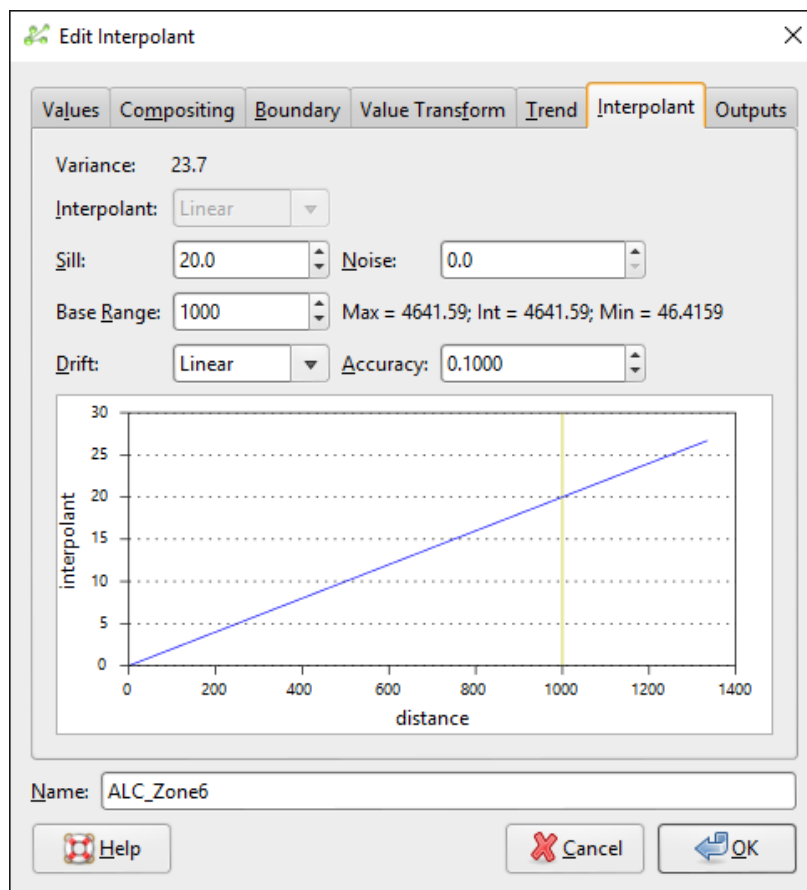 Edit Interpolant
Values Compositing Boundary Value Transform Trend Interpolant Outputs
Variance: 23.7
Interpolant: Linear
Sill: 20.0 Noise: 0.0
Base Range: 1000 Max = 4641.59; Int = 4641.59; Min = 46.4159
Drift: Linear Accuracy: 0.1000
30
25
20
15
10
5
0
interpolant
0 200 400 600 800 1000 1200 1400
distance
Name: ALC_Zone6
Help Cancel OK